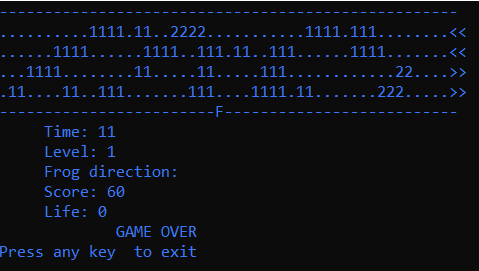 ---------------------------------------------------
..........1111.11..2222...........1111.111........<<
......1111......1111..111.11..111......1111.......<<
...1111........11.....11.....111............22....>>
.11....11..111.......111....1111.11.......222.....>>
------------------------F--------------------------
Time: 11
Level: 1
Frog direction:
Score: 60
Life: 0
GAME OVER
Press any key  to exit